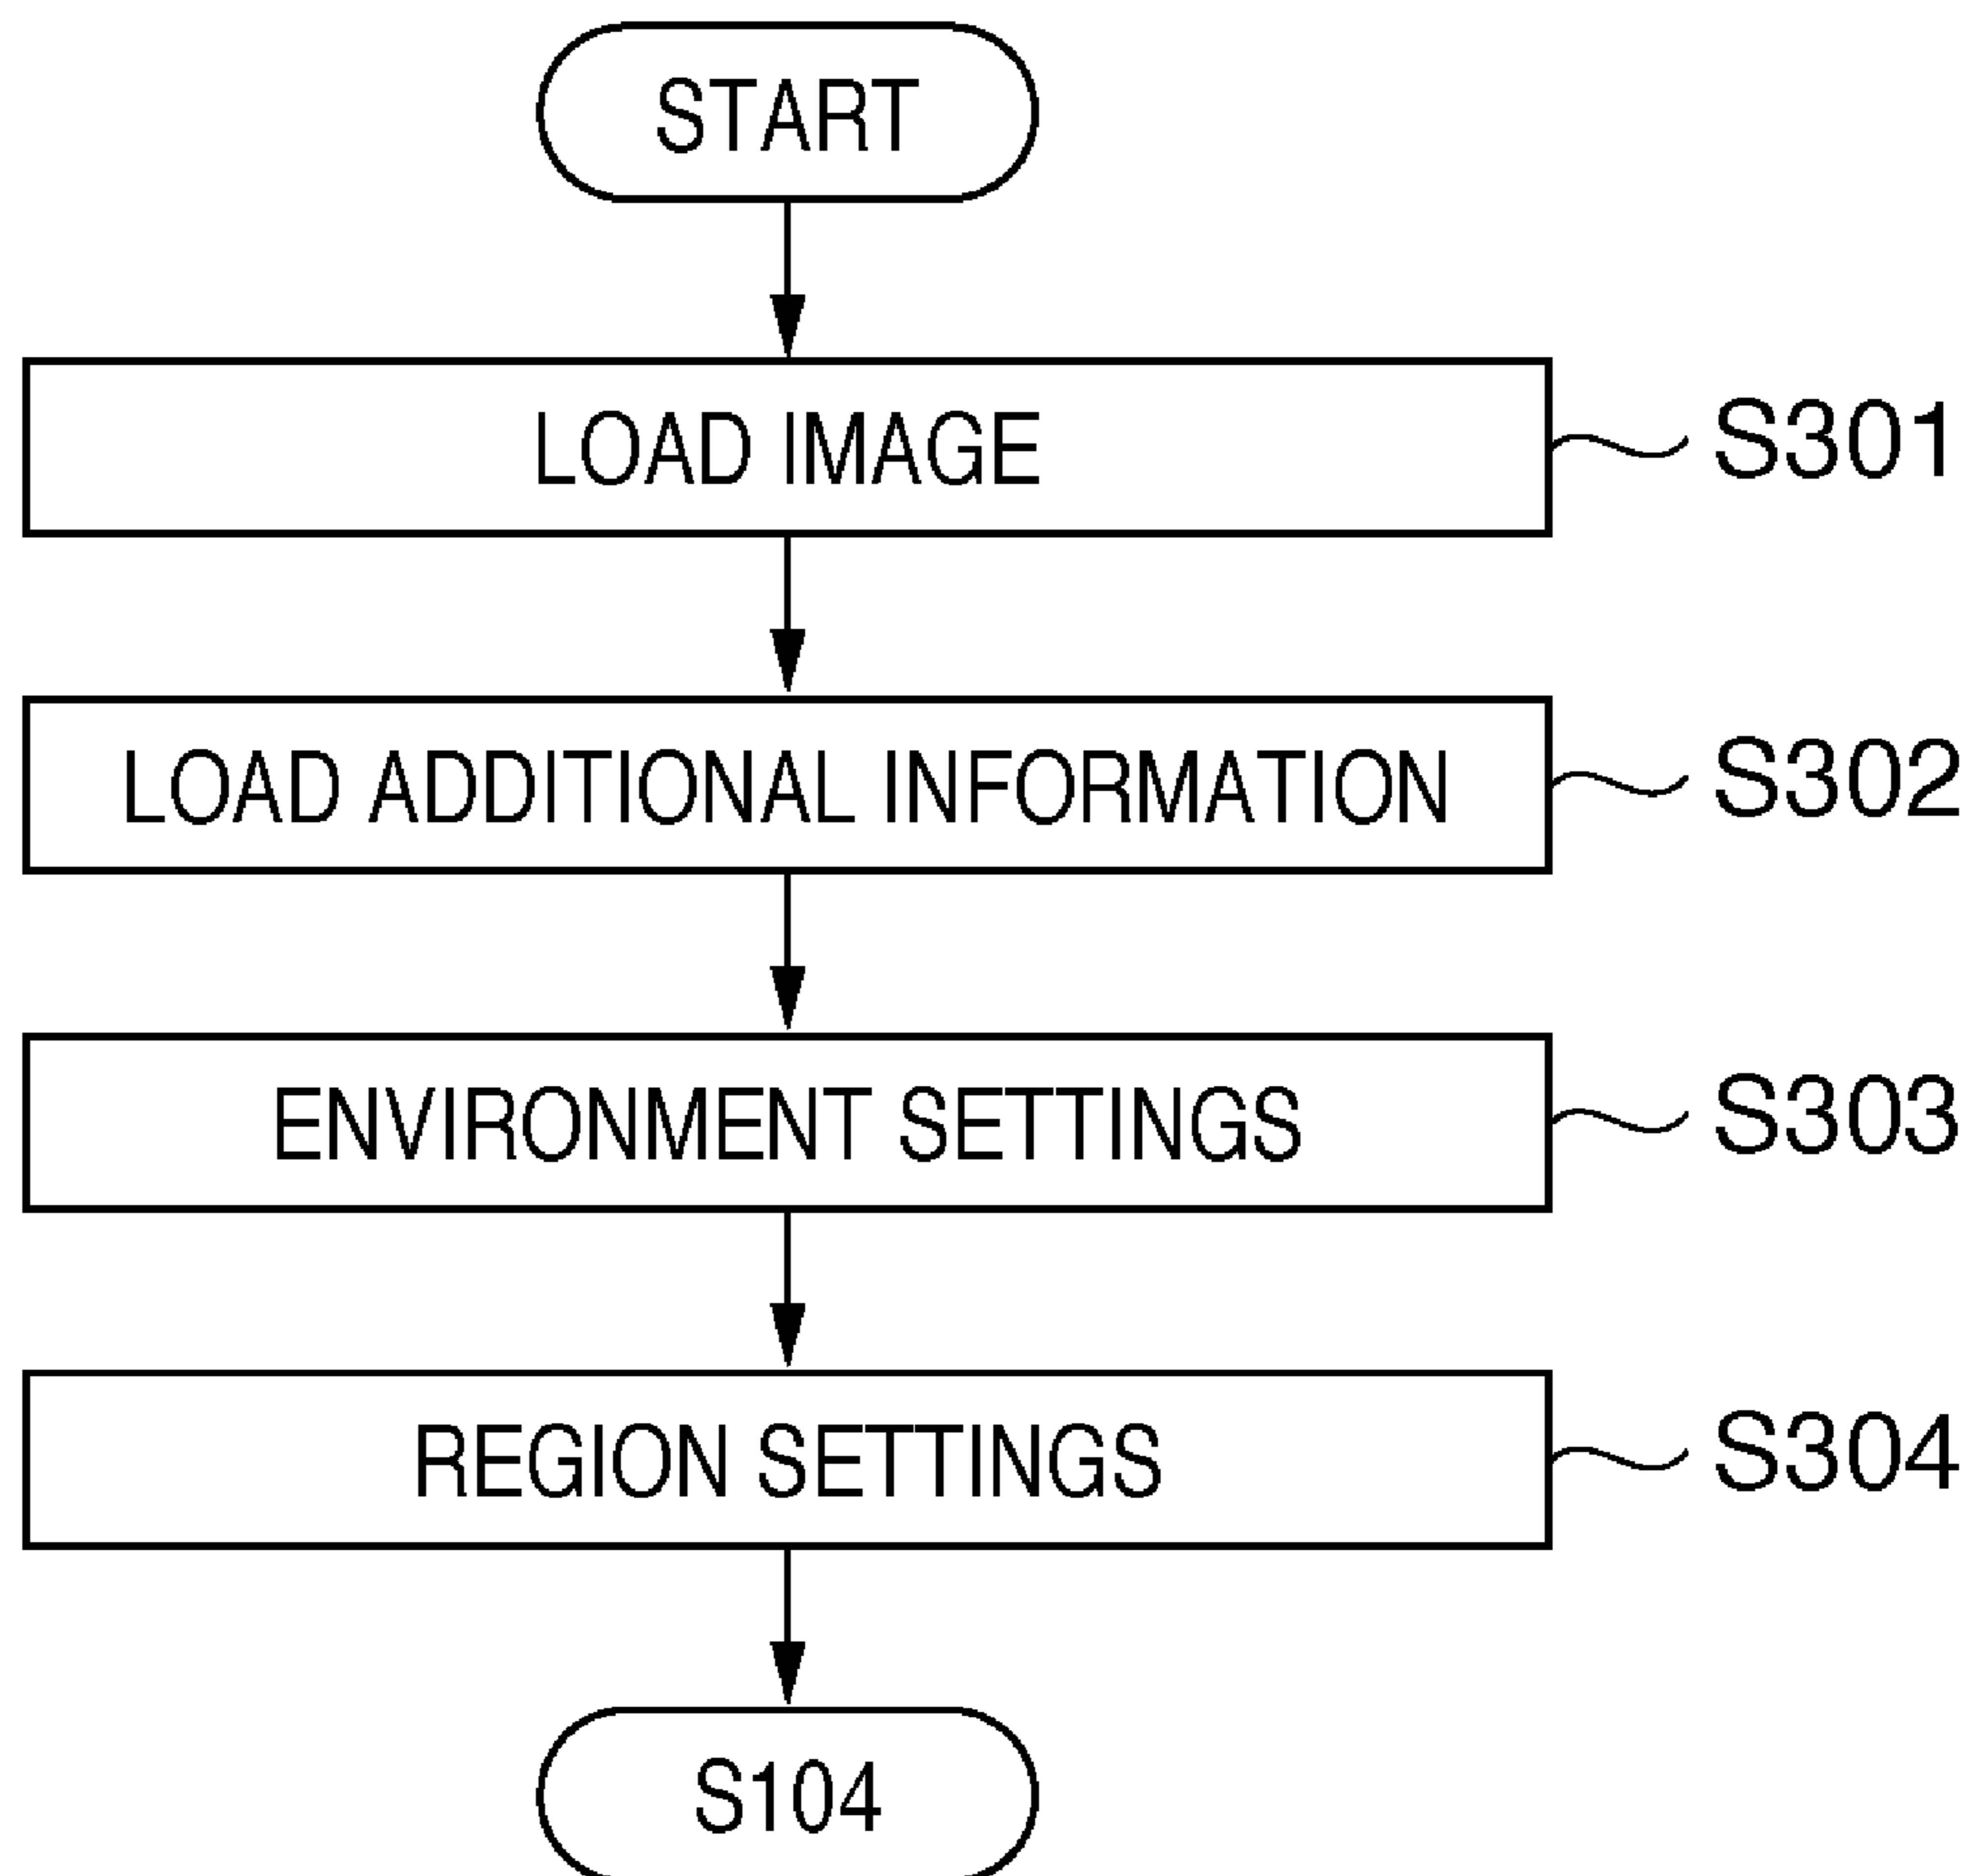 START
LOAD IMAGE
S301
LOAD ADDITIONAL INFORMATION
S302
ENVIRONMENT SETTINGS
S303
REGION SETTINGS
S304
S104